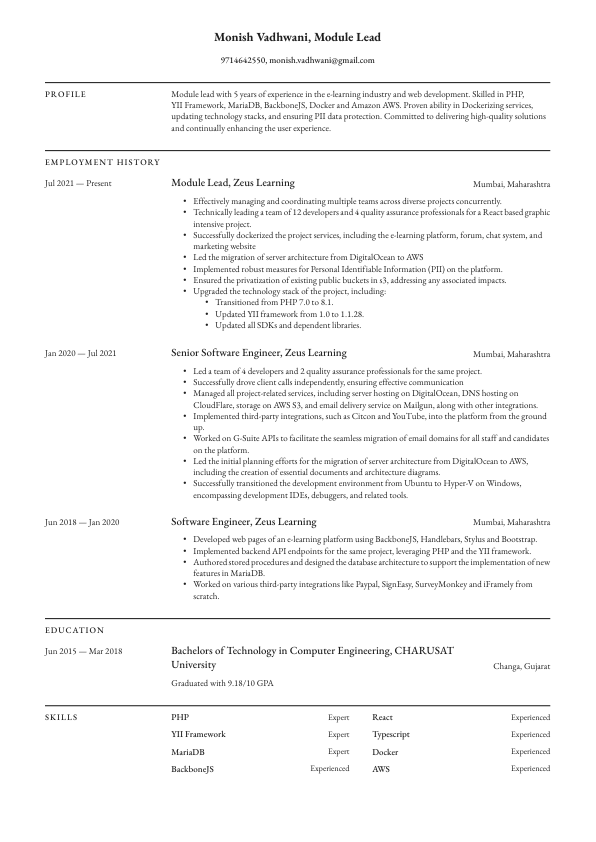 Monish Vadhwani, Module Lead
9714642550, monish.vadhwani@gmail.com
PROFILE
Module lead with 5 years of experience in the e-learning industry and web development. Skilled in PHP,
YII Framework, MariaDB, BackboneJS, Docker and Amazon AWS. Proven ability in Dockerizing services,
updating technology stacks, and ensuring PII data protection. Committed to delivering high-quality solutions
and continually enhancing the user experience.
EMPLOYMENT HISTORY
Jul 2021 — Present
Module Lead, Zeus Learning
Mumbai, Maharashtra
• Effectively managing and coordinating multiple teams across diverse projects concurrently.
• Technically leading a team of 12 developers and 4 quality assurance professionals for a React based graphic
intensive project.
• Successfully dockerized the project services, including the e-learning platform, forum, chat system, and
marketing website
• Led the migration of server architecture from DigitalOcean to AWS
• Implemented robust measures for Personal Identifiable Information (PII) on the platform.
• Ensured the privatization of existing public buckets in s3, addressing any associated impacts.
• Upgraded the technology stack of the project, including:
• Transitioned from PHP 7.0 to 8.1.
• Updated YII framework from 1.0 to 1.1.28.
• Updated all SDKs and dependent libraries.
Jan 2020 — Jul 2021
Senior Software Engineer, Zeus Learning
Mumbai, Maharashtra
• Led a team of 4 developers and 2 quality assurance professionals for the same project.
• Successfully drove client calls independently, ensuring effective communication
• Managed all project-related services, including server hosting on DigitalOcean, DNS hosting on
CloudFlare, storage on AWS S3, and email delivery service on Mailgun, along with other integrations.
• Implemented third-party integrations, such as Citcon and YouTube, into the platform from the ground
up.
• Worked on G-Suite APIs to facilitate the seamless migration of email domains for all staff and candidates
on the platform.
• Led the initial planning efforts for the migration of server architecture from DigitalOcean to AWS,
including the creation of essential documents and architecture diagrams.
• Successfully transitioned the development environment from Ubuntu to Hyper-V on Windows,
encompassing development IDEs, debuggers, and related tools.
Jun 2018 — Jan 2020
Software Engineer, Zeus Learning
Mumbai, Maharashtra
• Developed web pages of an e-learning platform using BackboneJS, Handlebars, Stylus and Bootstrap.
• Implemented backend API endpoints for the same project, leveraging PHP and the YII framework.
• Authored stored procedures and designed the database architecture to support the implementation of new
features in MariaDB.
• Worked on various third-party integrations like Paypal, SignEasy, SurveyMonkey and iFramely from
scratch.
EDUCATION
Jun 2015 — Mar 2018
Bachelors of Technology in Computer Engineering, CHARUSAT
University
Changa, Gujarat
Graduated with 9.18/10 GPA
SKILLS
PHP Expert React Experienced
YII Framework Expert Typescript Experienced
MariaDB Expert Docker Experienced
BackboneJS Experienced AWS Experienced